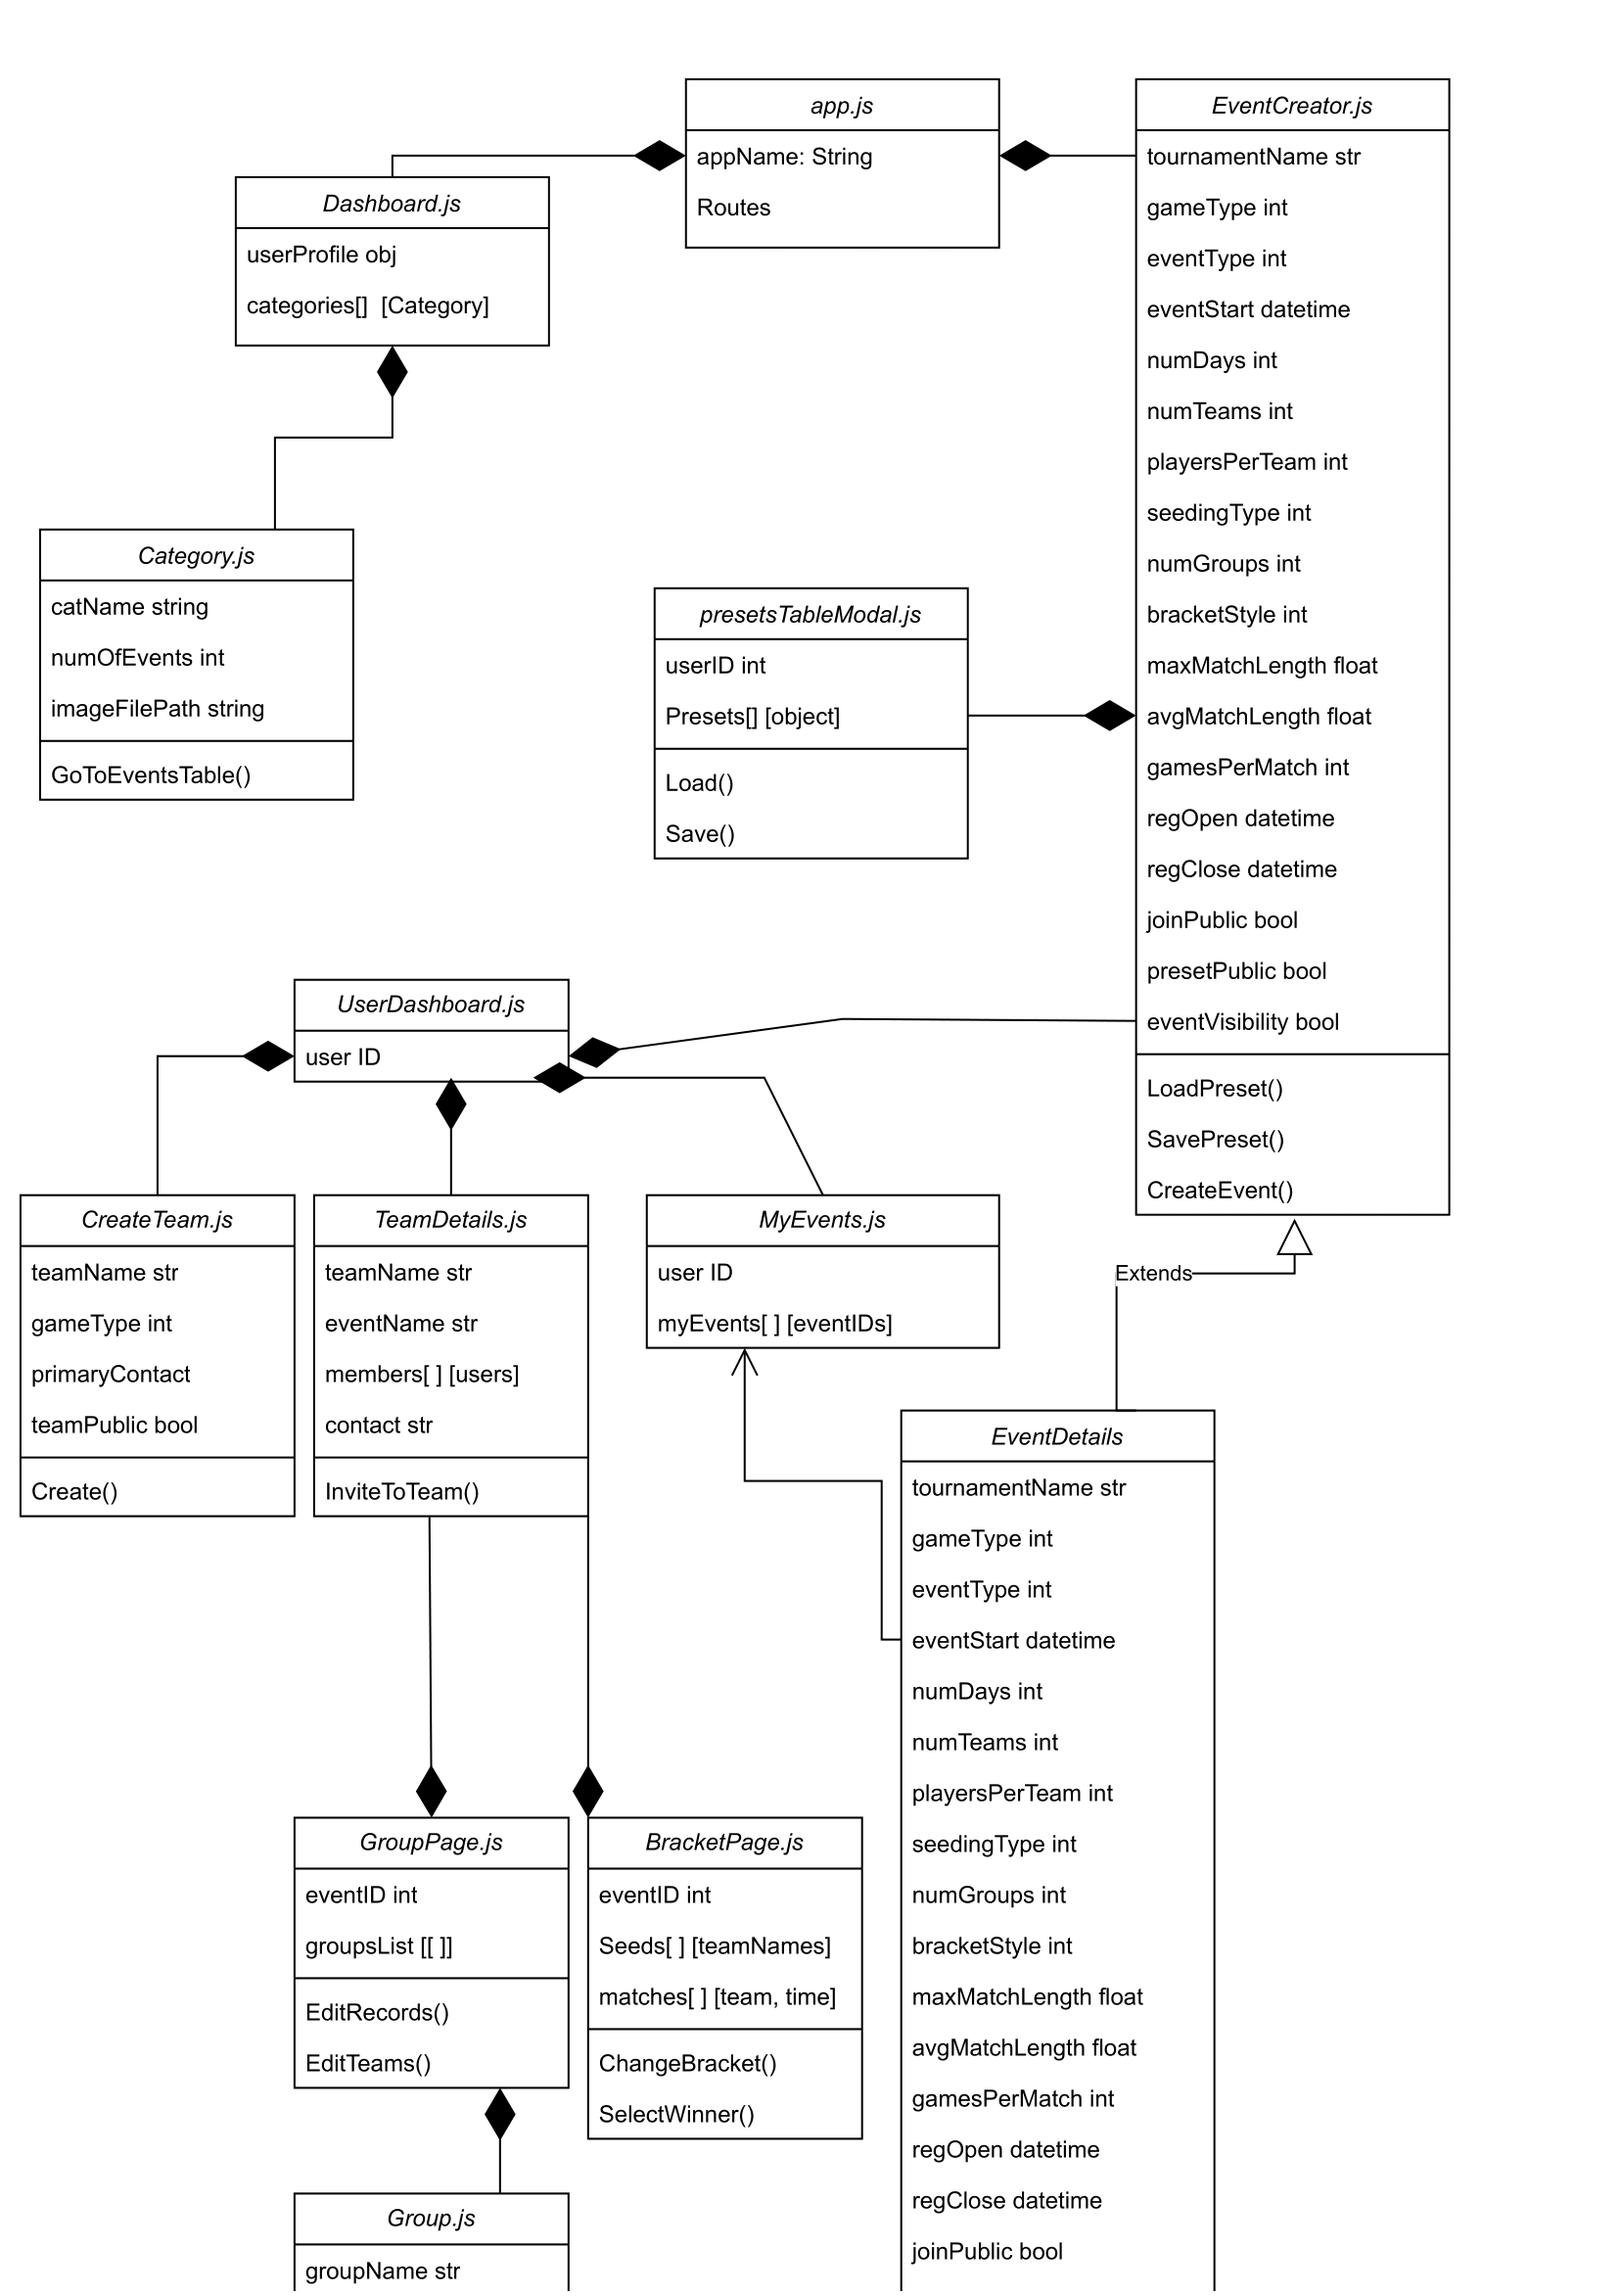 app.js
appName: String
Routes
EventCreator.js
tournamentName str
gameType int
eventType int
eventStart datetime
numDays int
numTeams int
playersPerTeam int
seedingType int
numGroups int
bracketStyle int
maxMatchLength float
avgMatchLength float
gamesPerMatch int
regOpen datetime
regClose datetime
joinPublic bool
presetPublic bool
eventVisibility bool
LoadPreset()
SavePreset()
CreateEvent()
Dashboard.js
userProfile obj
categories[]  [Category]
Category.js
catName string
numOfEvents int
imageFilePath string
GoToEventsTable()
presetsTableModal.js
userID int
Presets[] [object]
Load()
Save()
UserDashboard.js
user ID
CreateTeam.js
teamName str
gameType int
primaryContact
teamPublic bool
Create()
TeamDetails.js
teamName str
eventName str
members[ ] [users]
contact str
InviteToTeam()
MyEvents.js
user ID
myEvents[ ] [eventIDs]
Extends
EventDetails
tournamentName str
gameType int
eventType int
eventStart datetime
numDays int
numTeams int
playersPerTeam int
seedingType int
numGroups int
bracketStyle int
maxMatchLength float
avgMatchLength float
gamesPerMatch int
regOpen datetime
regClose datetime
joinPublic bool
GroupPage.js
eventID int
groupsList [[ ]]
EditRecords()
EditTeams()
BracketPage.js
eventID int
Seeds[ ] [teamNames]
matches[ ] [team, time]
ChangeBracket()
SelectWinner()
Group.js
groupName str